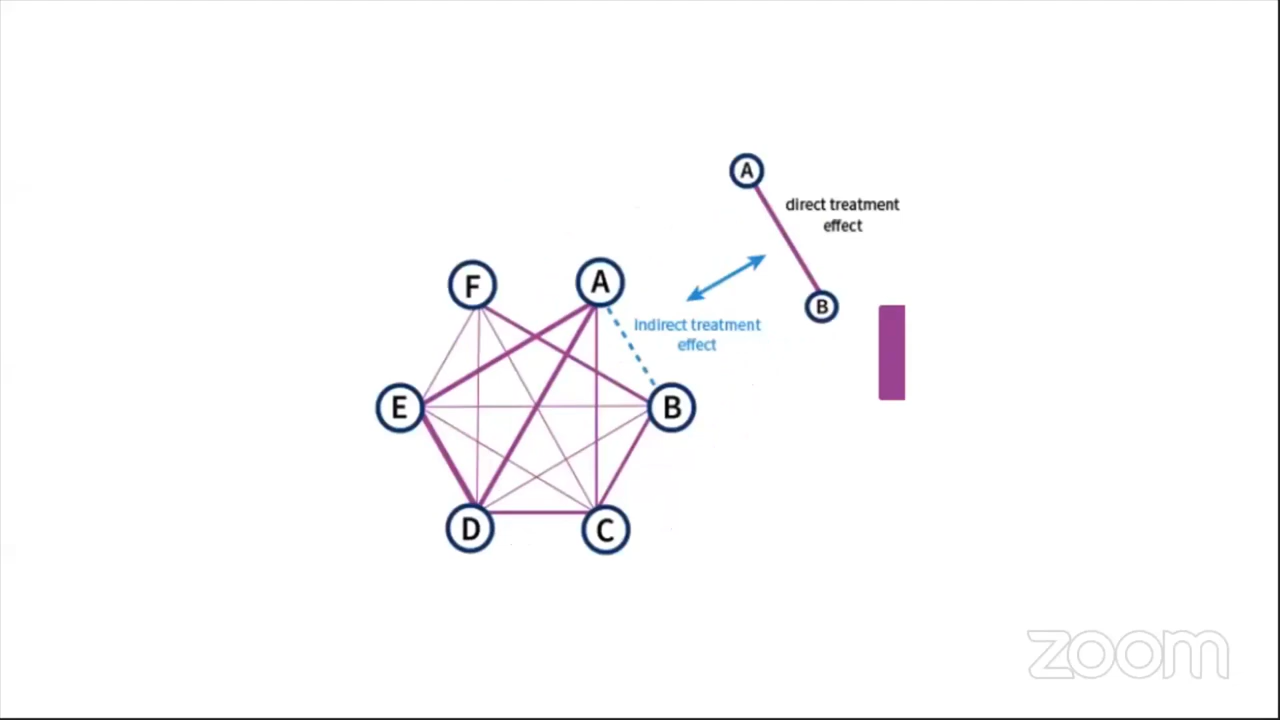 A
direct treatment
effect
B
F
A
Indirect treatment
effect
E
B
D
C
zoom